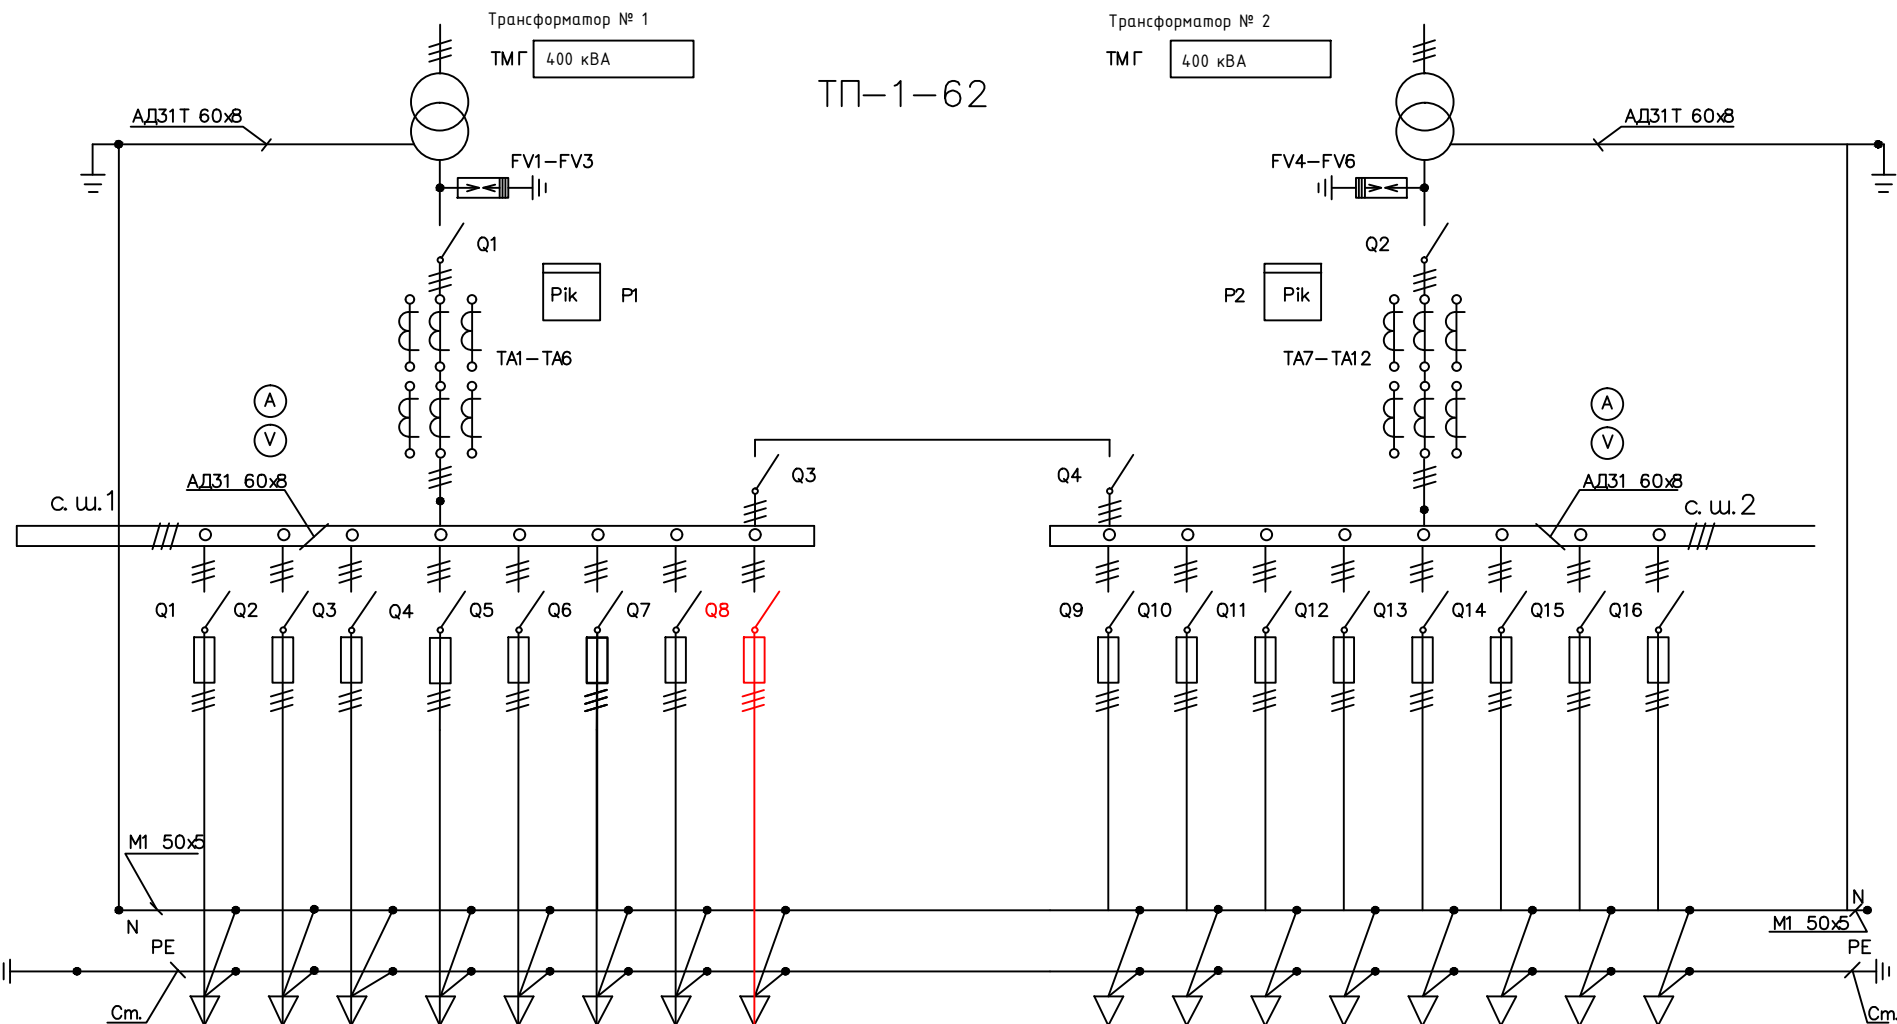 Трансформатор № 1
Трансформатор № 2
ТМГ 400 кВА
ТМГ 400 кВА
ТП-1-62
АД31Т 60х8
АД31Т 60х8
FV1-FV3
FV4-FV6
Q1
Q2
Pik P1
P2 Pik
TA1-TA6
TA7-TA12
A
A
V
V
Q3
Q4
АД31 60х8
АД31 60х8
с. ш.1
с. ш.2
Q1 Q2 Q3 Q4 Q5 Q6 Q7 Q8
Q9 Q10 Q11 Q12 Q13 Q14 Q15 Q16
М1 50х5
N
N
М1 50х5
PE
PE
Ст.
Ст.